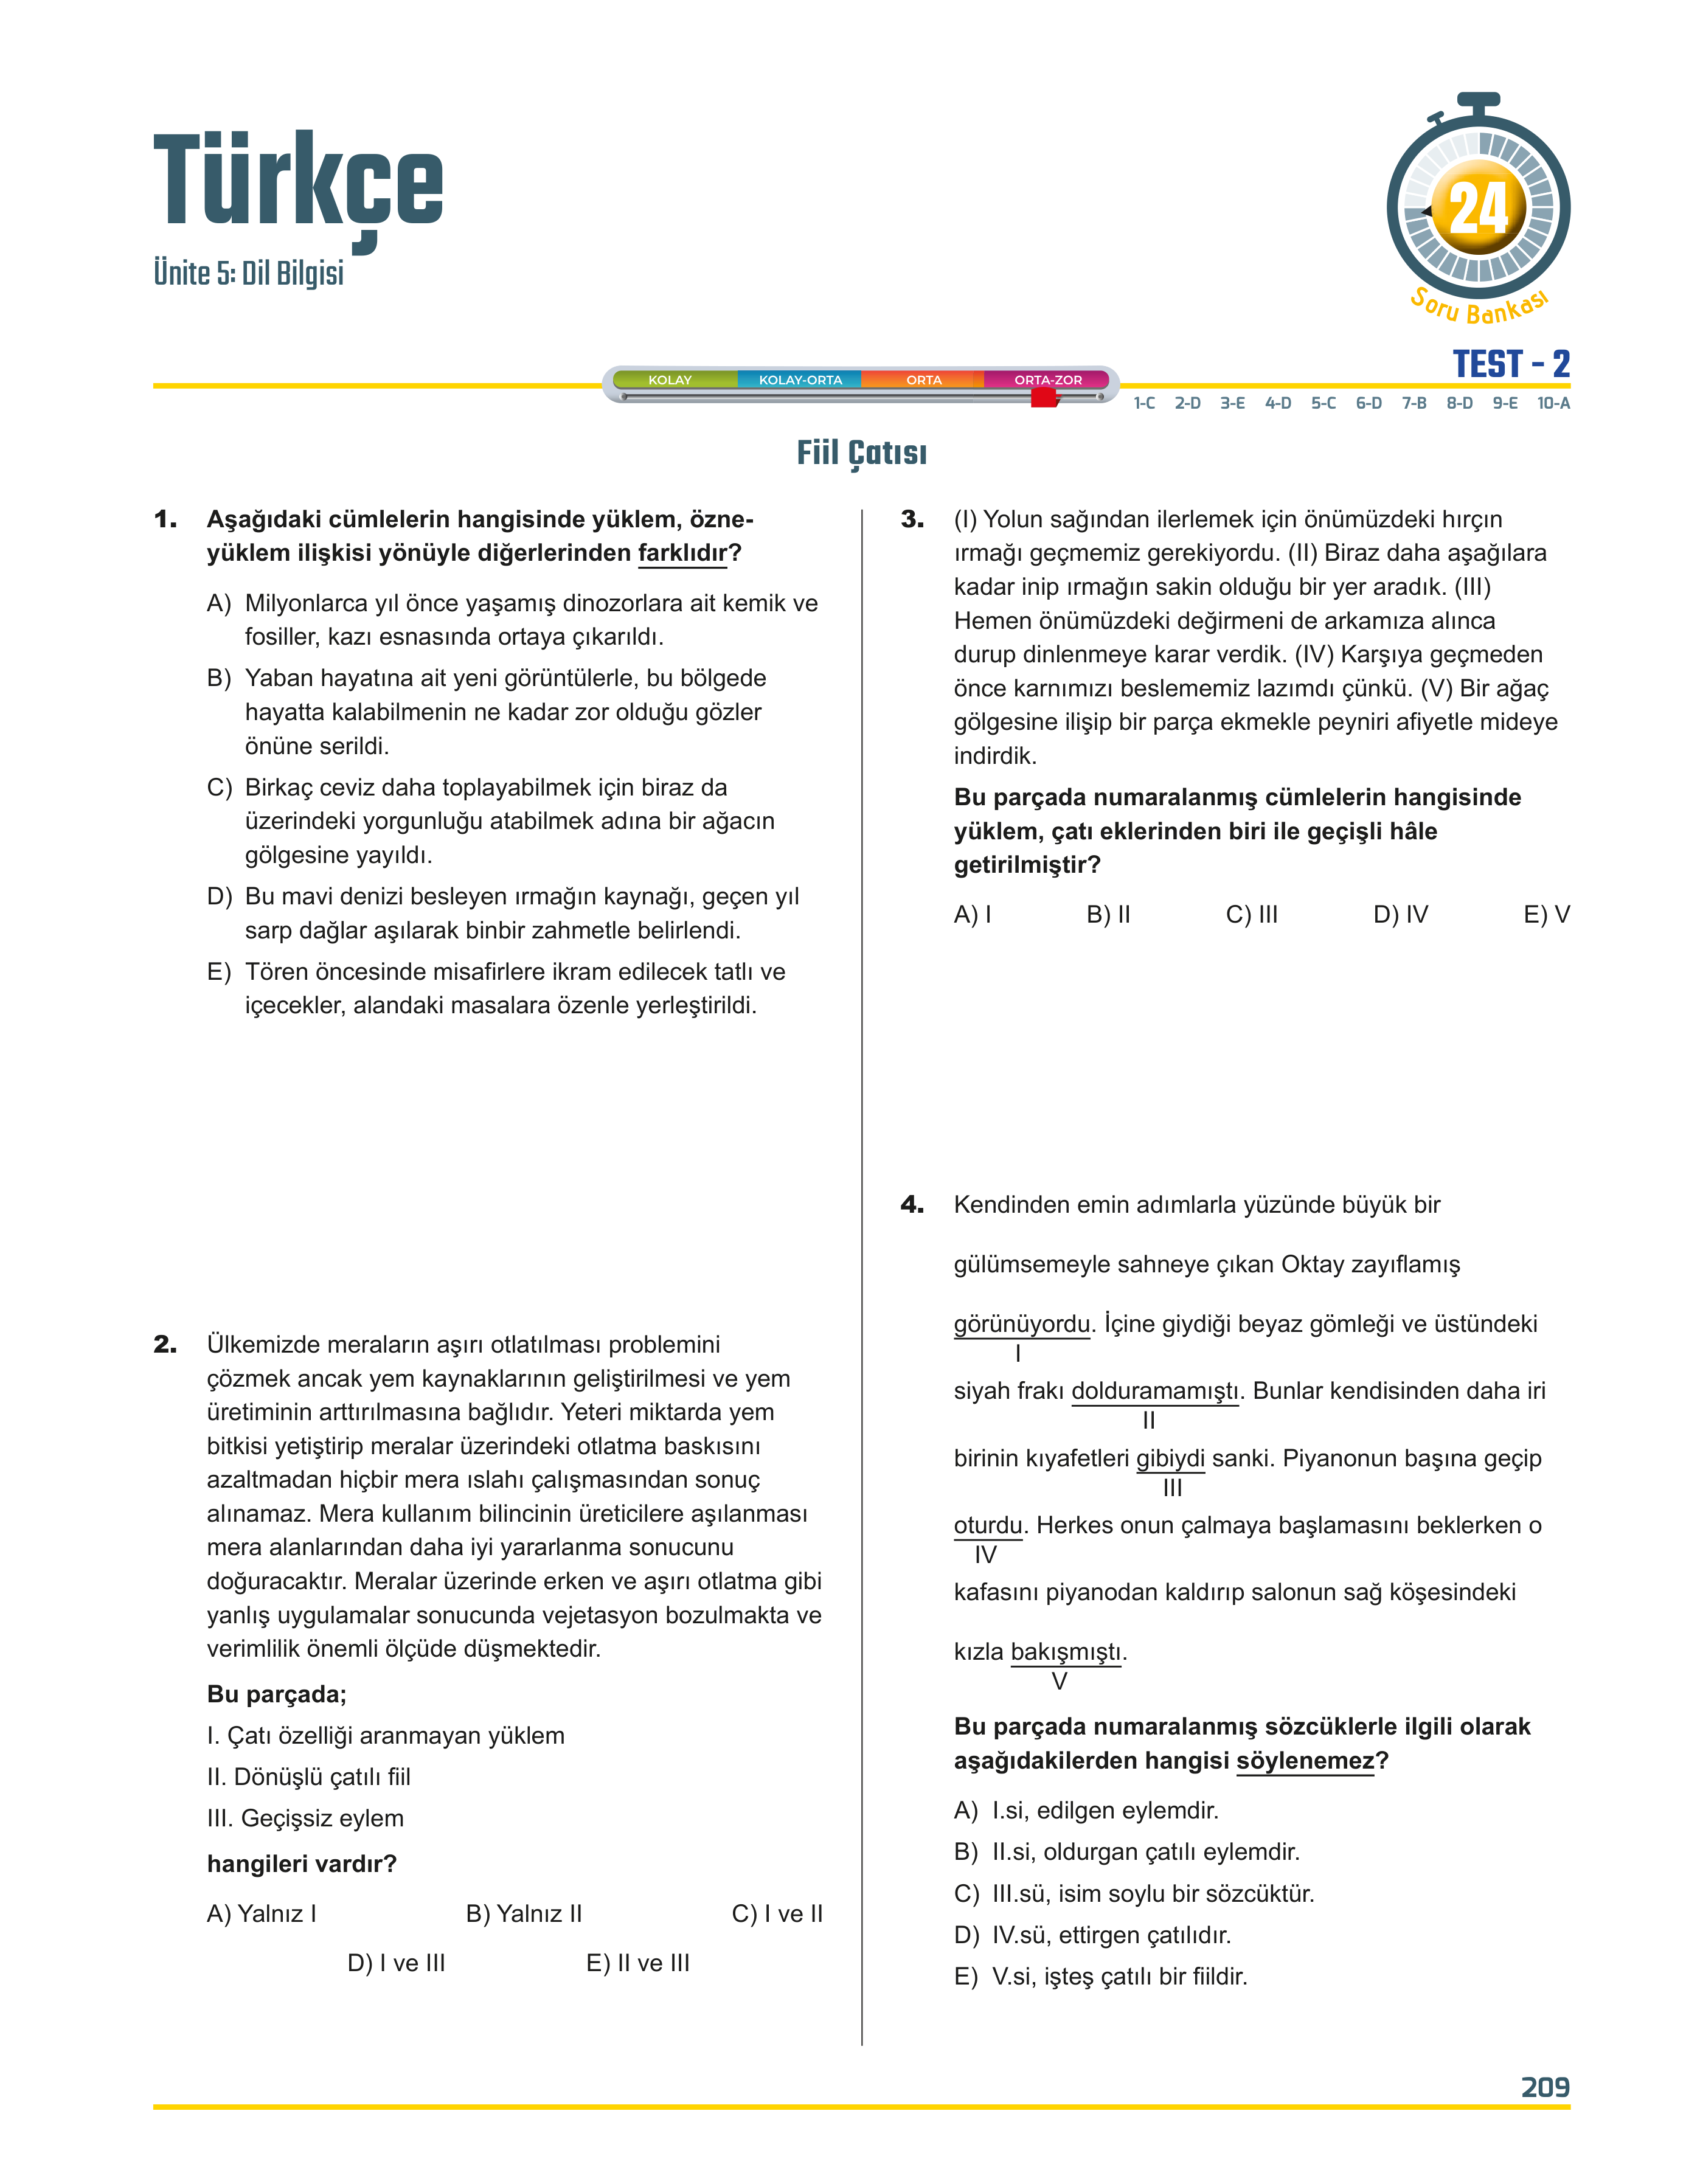 Türkçe
Ünite 5: Dil Bilgisi
24
Soru Bankası
TEST - 2
KOLAY KOLAY-ORTA ORTA ORTA-ZOR
1-C 2-D 3-E 4-D 5-C 6-D 7-B 8-D 9-E 10-A
Fiil Çatısı
1. Aşağıdaki cümlelerin hangisinde yüklem, özne-
yüklem ilişkisi yönüyle diğerlerinden farklıdır?
A) Milyonlarca yıl önce yaşamış dinozorlara ait kemik ve
fosiller, kazı esnasında ortaya çıkarıldı.
B) Yaban hayatına ait yeni görüntülerle, bu bölgede
hayatta kalabilmenin ne kadar zor olduğu gözler
önüne serildi.
C) Birkaç ceviz daha toplayabilmek için biraz da
üzerindeki yorgunluğu atabilmek adına bir ağacın
gölgesine yayıldı.
D) Bu mavi denizi besleyen ırmağın kaynağı, geçen yıl
sarp dağlar aşılarak binbir zahmetle belirlendi.
E) Tören öncesinde misafirlere ikram edilecek tatlı ve
içecekler, alandaki masalara özenle yerleştirildi.
2. Ülkemizde meraların aşırı otlatılması problemini
çözmek ancak yem kaynaklarının geliştirilmesi ve yem
üretiminin arttırılmasına bağlıdır. Yeteri miktarda yem
bitkisi yetiştirip meralar üzerindeki otlatma baskısını
azaltmadan hiçbir mera ıslahı çalışmasından sonuç
alınamaz. Mera kullanım bilincinin üreticilere aşılanması
mera alanlarından daha iyi yararlanma sonucunu
doğuracaktır. Meralar üzerinde erken ve aşırı otlatma gibi
yanlış uygulamalar sonucunda vejetasyon bozulmakta ve
verimlilik önemli ölçüde düşmektedir.
Bu parçada;
I. Çatı özelliği aranmayan yüklem
II. Dönüşlü çatılı fiil
III. Geçişsiz eylem
hangileri vardır?
A) Yalnız I B) Yalnız II C) I ve II
D) I ve III E) II ve III
3. (I) Yolun sağından ilerlemek için önümüzdeki hırçın
ırmağı geçmemiz gerekiyordu. (II) Biraz daha aşağılara
kadar inip ırmağın sakin olduğu bir yer aradık. (III)
Hemen önümüzdeki değirmeni de arkamıza alınca
durup dinlenmeye karar verdik. (IV) Karşıya geçmeden
önce karnımızı beslememiz lazımdı çünkü. (V) Bir ağaç
gölgesine ilişip bir parça ekmekle peyniri afiyetle mideye
indirdik.
Bu parçada numaralanmış cümlelerin hangisinde
yüklem, çatı eklerinden biri ile geçişli hâle
getirilmiştir?
A) I B) II C) III D) IV E) V
4. Kendinden emin adımlarla yüzünde büyük bir
gülümsemeyle sahneye çıkan Oktay zayıflamış
görünüyordu. İçine giydiği beyaz gömleği ve üstündeki
I
siyah frakı dolduramamıştı. Bunlar kendisinden daha iri
II
birinin kıyafetleri gibiydi sanki. Piyanonun başına geçip
III
oturdu. Herkes onun çalmaya başlamasını beklerken o
IV
kafasını piyanodan kaldırıp salonun sağ köşesindeki
kızla bakışmıştı.
V
Bu parçada numaralanmış sözcüklerle ilgili olarak
aşağıdakilerden hangisi söylenemez?
A) I.si, edilgen eylemdir.
B) II.si, oldurgan çatılı eylemdir.
C) III.sü, isim soylu bir sözcüktür.
D) IV.sü, ettirgen çatılıdır.
E) V.si, işteş çatılı bir fiildir.
209